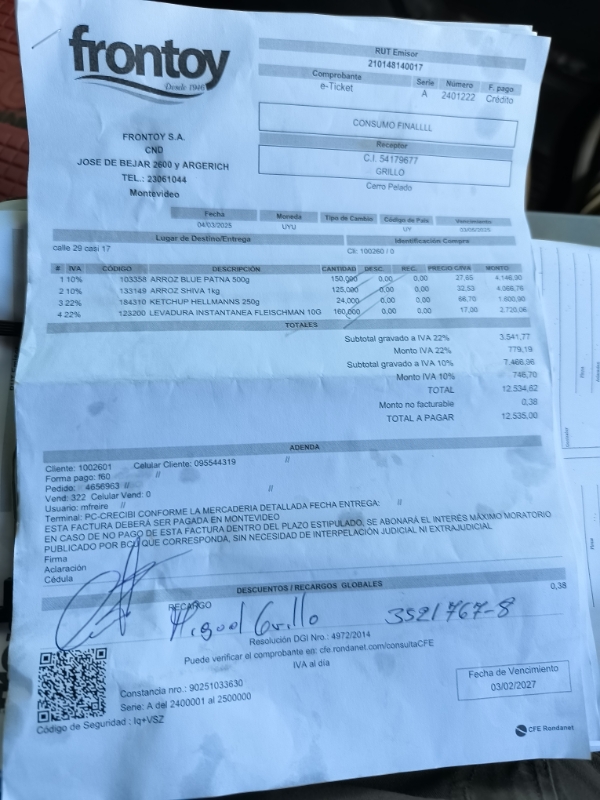 frontoy
Desde 1946
RUT Emisor
210148140017
Comprobante Serie Número F. pago
e-Ticket A 2401222 Crédito
CONSUMO FINALLLL
Receptor
C.I. 54179677
GRILLO
Cerro Pelado
FRONTOY S.A.
CND
JOSE DE BEJAR 2600 y ARGERICH
TEL.: 23061044
Montevideo
Fecha Moneda Tipo de Cambio Código de País Vencimiento
04/03/2025 UYU UY
Lugar de Destino/Entrega Identificación Compra
calle 29 casi 17 Cli: 100260 / 0
# IVA CÓDIGO DESCRIPCIÓN CANTIDAD DESC. REC. PRECIO C/IVA MONTO
1 10% 103358 ARROZ BLUE PATNA 500g 150,000 0,00 0,00 27,65 4.146,90
2 10% 133149 ARROZ SHIVA 1kg 125,000 0,00 0,00 32,53 4.066,76
3 22% 184310 KETCHUP HELLMANNS 250g 24,000 0,00 0,00 66,70 1.600,90
4 22% 123200 LEVADURA INSTANTANEA FLEISCHMAN 10G 160,000 0,00 0,00 17,00 2.720,06
TOTALES
Subtotal gravado a IVA 22% 3.541,77
Monto IVA 22% 779,19
Subtotal gravado a IVA 10% 7.466,96
Monto IVA 10% 746,70
TOTAL 12.534,62
Monto no facturable 0,38
TOTAL A PAGAR 12.535,00
ADENDA
Cliente: 1002601 Celular Cliente: 095544319 //
Forma pago: f60 //
Pedido: 4656963 // //
Vend: 322 Celular Vend: 0
Usuario: mfreire //
Terminal: PC-CRECIBI CONFORME LA MERCADERIA DETALLADA FECHA ENTREGA: //
ESTA FACTURA DEBERÁ SER PAGADA EN MONTEVIDEO
EN CASO DE NO PAGO DE ESTA FACTURA DENTRO DEL PLAZO ESTIPULADO, SE ABONARÁ EL INTERÉS MÁXIMO MORATORIO
PUBLICADO POR BCU QUE CORRESPONDA, SIN NECESIDAD DE INTERPELACIÓN JUDICIAL NI EXTRAJUDICIAL
Firma
Aclaración
Cédula
DESCUENTOS / RECARGOS GLOBALES
RECARGO 0,38
Miguel Grillo 3521767-8
Resolución DGI Nro.: 4972/2014
Puede verificar el comprobante en: cfe.rondanet.com/consultaCFE
IVA al día
Constancia nro.: 90251033630
Serie: A del 2400001 al 2500000
Código de Seguridad : Iq+VSZ
Fecha de Vencimiento
03/02/2027
CFE Rondanet